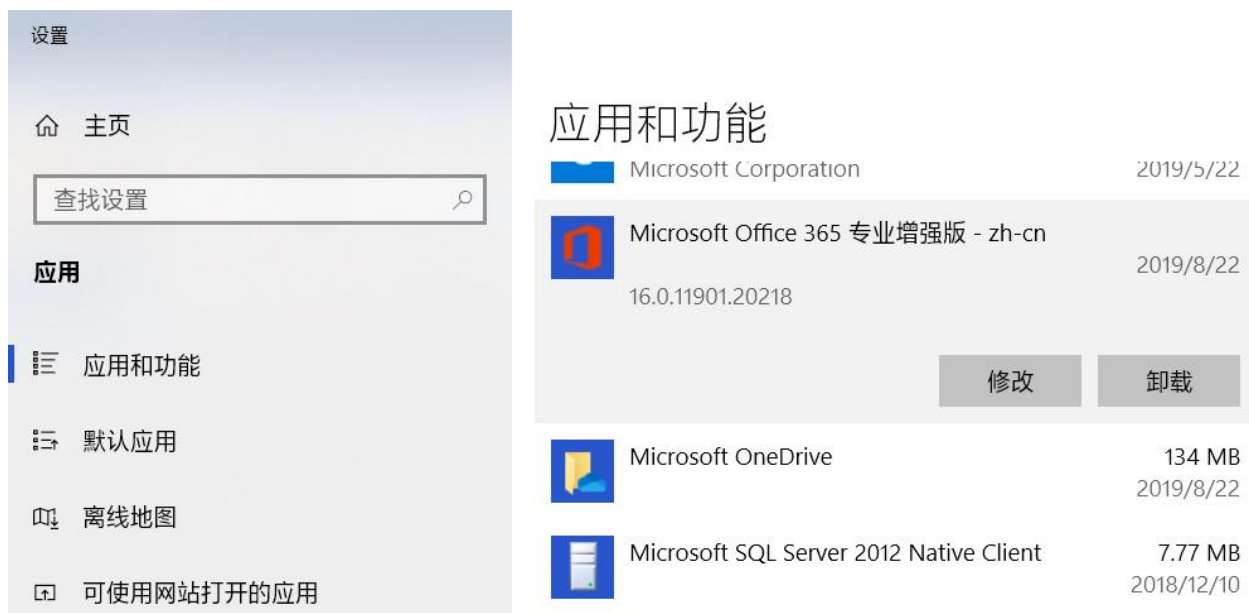 设置
主页
查找设置
应用
应用和功能
默认应用
离线地图
可使用网站打开的应用
应用和功能
Microsoft Corporation
2019/5/22
Microsoft Office 365 专业增强版 - zh-cn
2019/8/22
16.0.11901.20218
修改
卸载
Microsoft OneDrive
134 MB
2019/8/22
Microsoft SQL Server 2012 Native Client
7.77 MB
2018/12/10